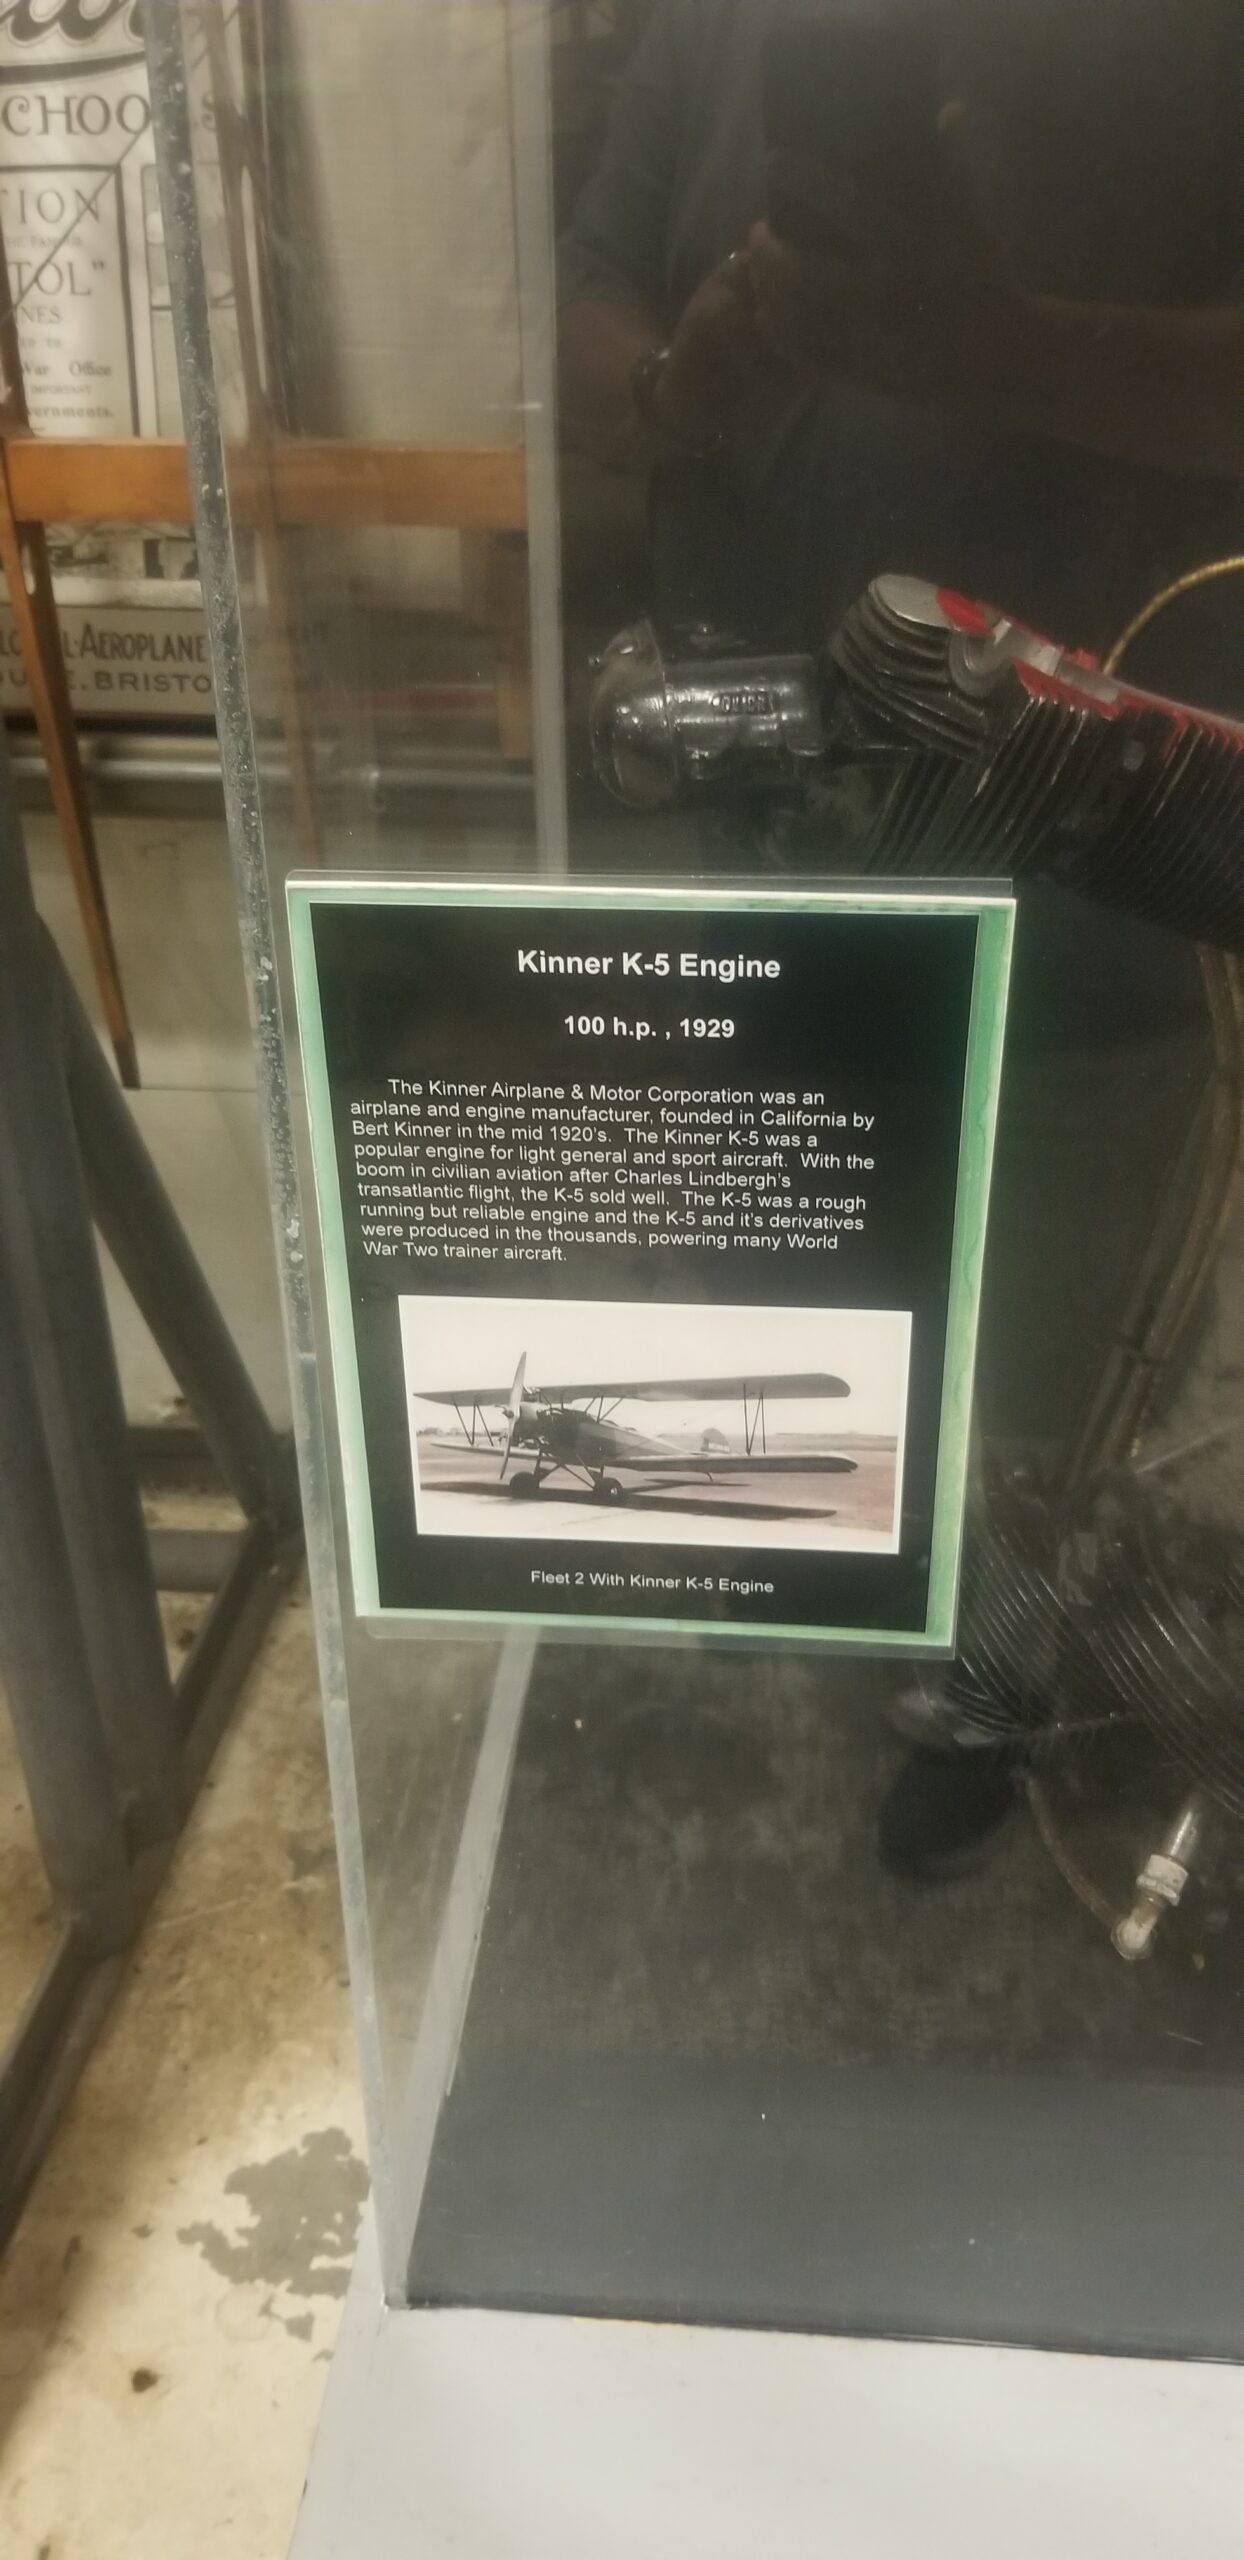 CHOO
TION
TOL"
NES
War Office
IMPORTANT
vernments.
AEROPLANE
BRISTO
Kinner K-5 Engine
100 h.p. , 1929
The Kinner Airplane & Motor Corporation was an
airplane and engine manufacturer, founded in California by
Bert Kinner in the mid 1920's. The Kinner K-5 was a
popular engine for light general and sport aircraft. With the
boom in civilian aviation after Charles Lindbergh's
transatlantic flight, the K-5 sold well. The K-5 was a rough
running but reliable engine and the K-5 and it's derivatives
were produced in the thousands, powering many World
War Two trainer aircraft.
Fleet 2 With Kinner K-5 Engine